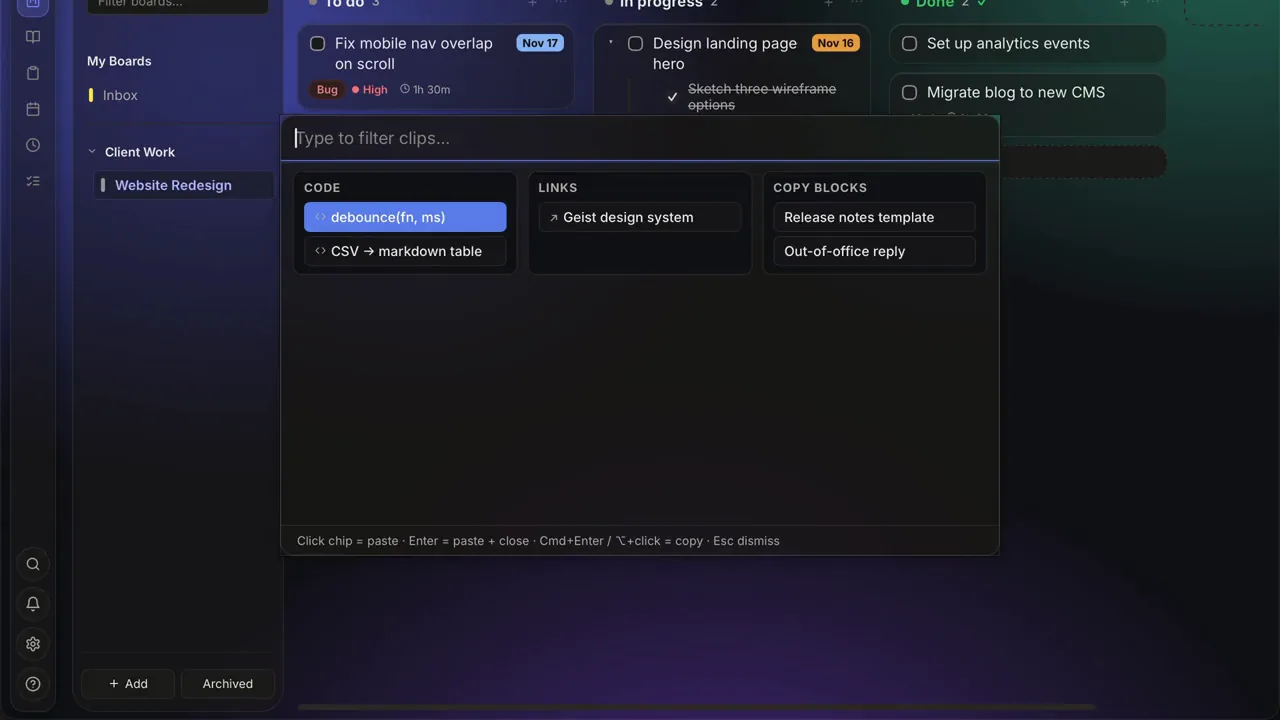 Filter boards...
My Boards
Inbox
Client Work
Website Redesign
+ Add
Archived
To do 3
Fix mobile nav overlap
on scroll
Nov 17
Bug
High
1h 30m
In progress 2
Design landing page
hero
Nov 16
Sketch three wireframe
options
Done 2
Set up analytics events
Migrate blog to new CMS
Type to filter clips...
CODE
debounce(fn, ms)
CSV → markdown table
LINKS
Geist design system
COPY BLOCKS
Release notes template
Out-of-office reply
Click chip = paste · Enter = paste + close · Cmd+Enter / ⌥+click = copy · Esc dismiss